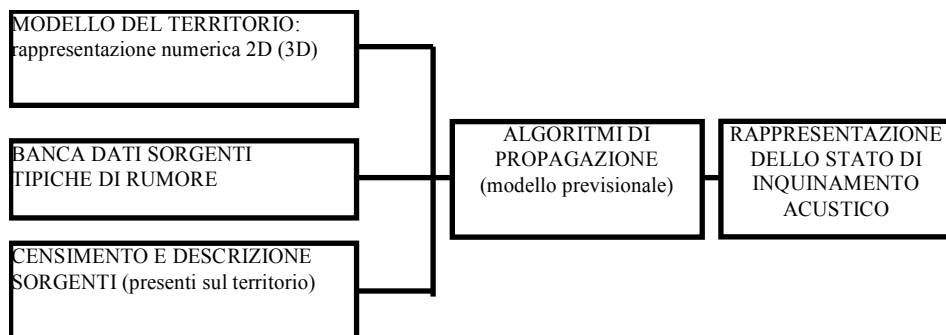 MODELLO DEL TERRITORIO:
rappresentazione numerica 2D (3D)
BANCA DATI SORGENTI
TIPICHE DI RUMORE
CENSIMENTO E DESCRIZIONE
SORGENTI (presenti sul territorio)
ALGORITMI DI
PROPAGAZIONE
(modello previsionale)
RAPPRESENTAZIONE
DELLO STATO DI
INQUINAMENTO
ACUSTICO